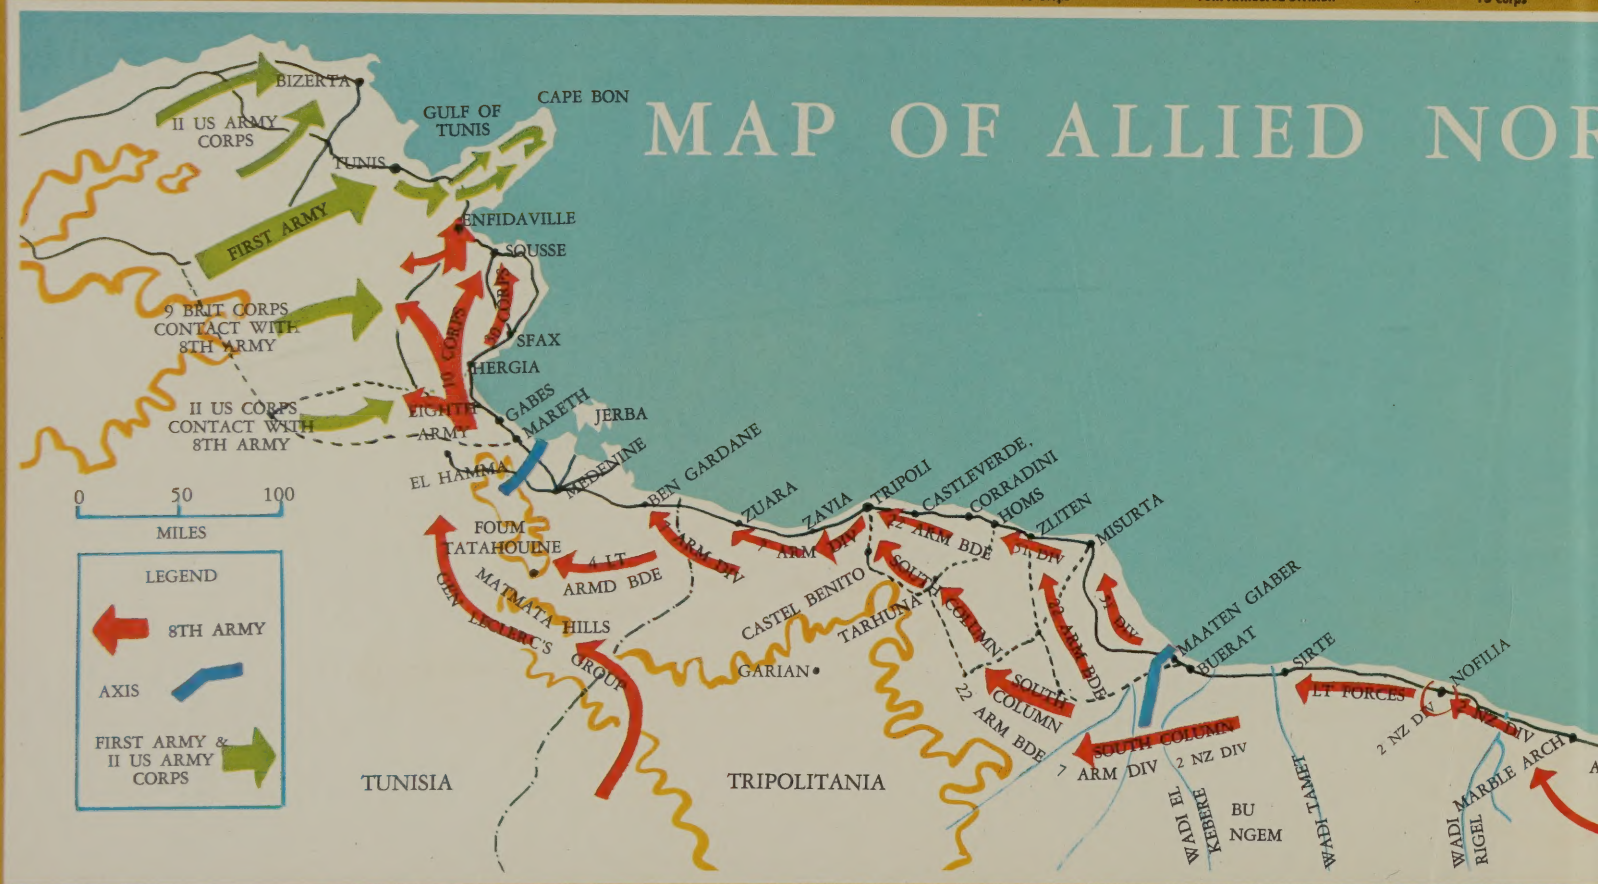 MAP OF ALLIED NOR
BIZERTA
II US ARMY
CORPS
GULF OF
TUNIS
CAPE BON
TUNIS
FIRST ARMY
ENFIDAVILLE
SOUSSE
9 BRIT CORPS
CONTACT WITH
8TH ARMY
10 CORPS
30 CORPS
SFAX
HERGIA
II US CORPS
CONTACT WITH
8TH ARMY
EIGHTH
ARMY
GABES
MARETH
JERBA
EL HAMMA
MEDENINE
BEN GARDANE
ZUARA
ZAVIA
TRIPOLI
CASTLEVERDE,
CORRADINI
HOMS
ZLITEN
MISURTA
0 50 100
MILES
FOUM
TATAHOUINE
4 LT
ARMD BDE
7 ARM DIV
7 ARM DIV
22 ARM BDE
51 DIV
MATMATA HILLS
GEN LECLERC'S GROUP
CASTEL BENITO
TARHUNA
SOUTH COLUMN
22 ARM BDE
51 DIV
GARIAN
MAATEN GIABER
BUERAT
SIRTE
NOFILIA
LEGEND
8TH ARMY
AXIS
FIRST ARMY &
II US ARMY
CORPS
SOUTH
COLUMN
22 ARM BDE
SOUTH COLUMN
7 ARM DIV 2 NZ DIV
LT FORCES
2 NZ DIV
2 NZ DIV
MARBLE ARCH
TUNISIA
TRIPOLITANIA
WADI EL
KEBERE
BU
NGEM
WADI TAMET
WADI
RIGEL